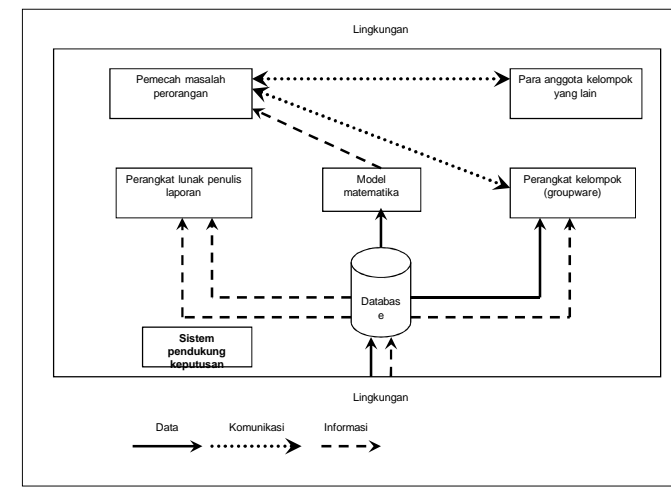 Lingkungan
Pemecah masalah
perorangan
Para anggota kelompok
yang lain
Perangkat lunak penulis
laporan
Model
matematika
Perangkat kelompok
(groupware)
Databas
e
Sistem
pendukung
keputusan
Lingkungan
Data
Komunikasi
Informasi